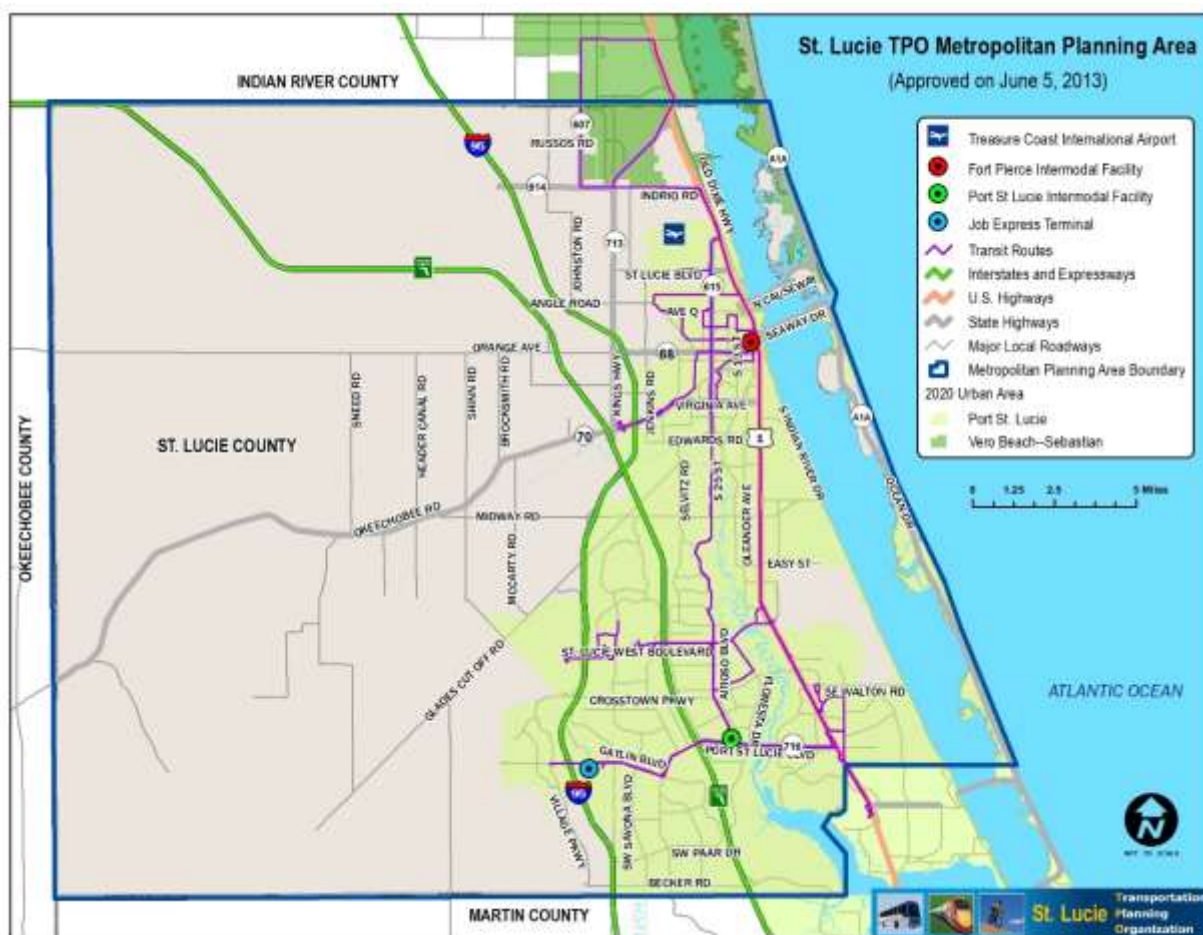 St. Lucie TPO Metropolitan Planning Area
(Approved on June 5, 2013)
Treasure Coast International Airport
Fort Pierce Intermodal Facility
Port St Lucie Intermodal Facility
Job Express Terminal
Transit Routes
Interstates and Expressways
U.S. Highways
State Highways
Major Local Roadways
Metropolitan Planning Area Boundary
2020 Urban Area
Port St. Lucie
Vero Beach--Sebastian
0 1.25 2.5 5 Miles
INDIAN RIVER COUNTY
95
607
RUSSOS RD
614
INDRIO RD
OLD DIXIE HWY
A1A
JOHNSTON RD
713
ST LUCIE BLVD
615
N CAUSEWAY
ANGLE ROAD
AVE Q
SEAWAY DR
ORANGE AVE
68
KINGS HWY
JENKINS RD
SNEED RD
HEADER CANAL RD
SHINN RD
BROCKSMITH RD
VIRGINIA AVE
A1A
OKEECHOBEE COUNTY
ST. LUCIE COUNTY
70
EDWARDS RD
1
S INDIAN RIVER DR
SELVITZ RD
S 25 ST
OLEANDER AVE
OCEAN DR
OKEECHOBEE RD
MIDWAY RD
MCCARTY RD
EASY ST
GLADES CUT-OFF RD
ST. LUCIE WEST BOULEVARD
AIROSO BLVD
FLORESTA DR
SE WALTON RD
ATLANTIC OCEAN
CROSSTOWN PKWY
GATLIN BLVD
PORT ST LUCIE BLVD
716
95
VILLAGE PKWY
SW SAVONA BLVD
SW PAAR DR
BECKER RD
MARTIN COUNTY
N
NOT TO SCALE
St. Lucie
Transportation
Planning
Organization